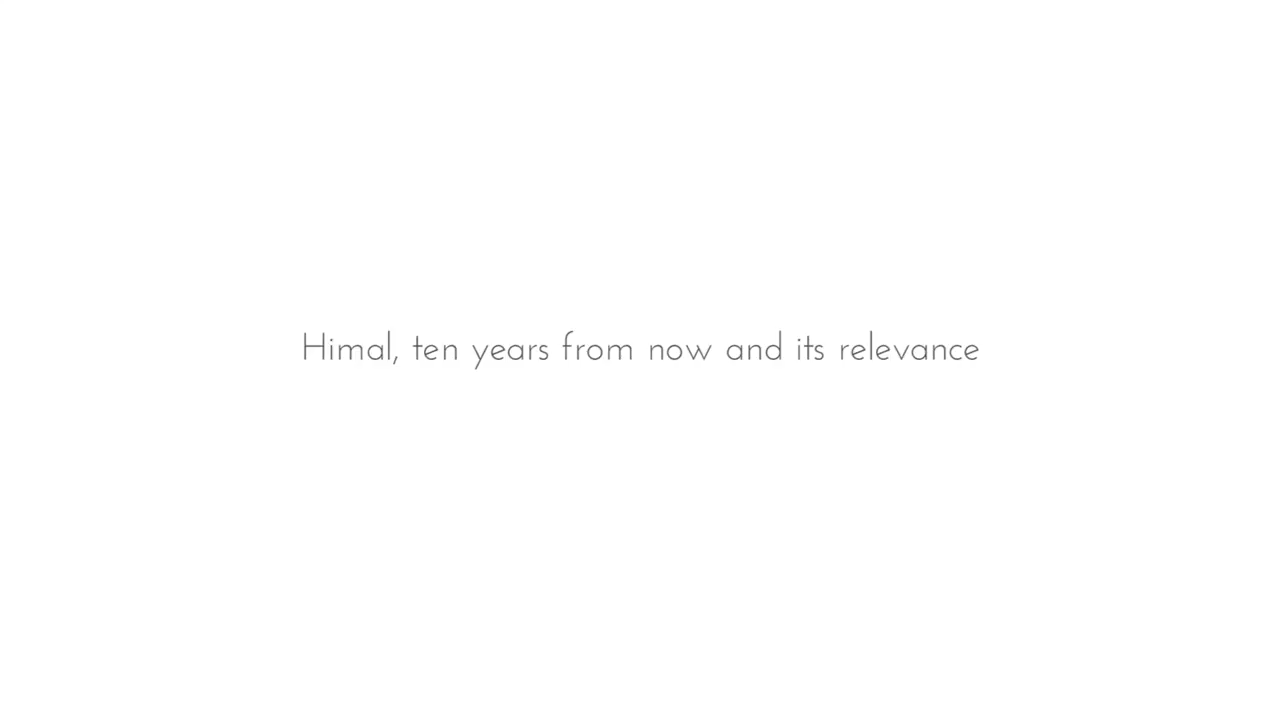 Himal, ten years from now and its relevance